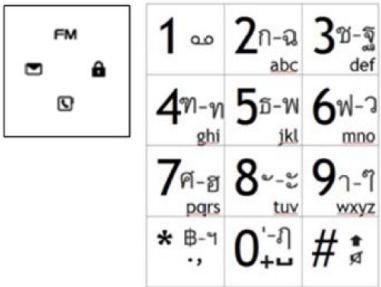 FM
1 2ก-ฉ 3ช-ฐ
abc def
4ฑ-ท 5ธ-พ 6ฟ-ว
ghi jkl mno
7ศ-ฮ 8 9
pqrs tuv wxyz
* ฿-ฯ 0 #
., +